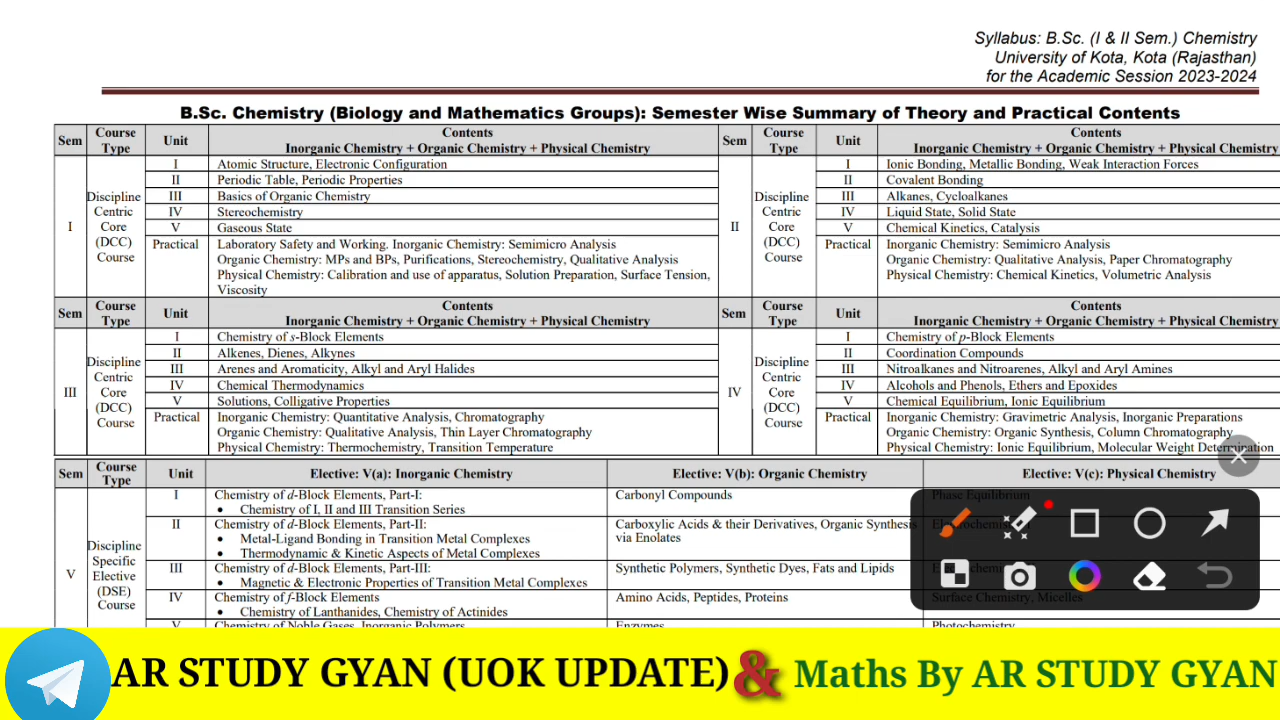 Syllabus: B.Sc. (I & II Sem.) Chemistry
University of Kota, Kota (Rajasthan)
for the Academic Session 2023-2024
B.Sc. Chemistry (Biology and Mathematics Groups): Semester Wise Summary of Theory and Practical Contents
Sem Course Type Unit Contents Sem Course Type Unit Contents
Inorganic Chemistry + Organic Chemistry + Physical Chemistry Inorganic Chemistry + Organic Chemistry + Physical Chemistry
I Discipline Centric Core (DCC) Course
I Atomic Structure, Electronic Configuration
II Periodic Table, Periodic Properties
III Basics of Organic Chemistry
IV Stereochemistry
V Gaseous State
Practical Laboratory Safety and Working. Inorganic Chemistry: Semimicro Analysis
Organic Chemistry: MPs and BPs, Purifications, Stereochemistry, Qualitative Analysis
Physical Chemistry: Calibration and use of apparatus, Solution Preparation, Surface Tension,
Viscosity
II Discipline Centric Core (DCC) Course
I Ionic Bonding, Metallic Bonding, Weak Interaction Forces
II Covalent Bonding
III Alkanes, Cycloalkanes
IV Liquid State, Solid State
V Chemical Kinetics, Catalysis
Practical Inorganic Chemistry: Semimicro Analysis
Organic Chemistry: Qualitative Analysis, Paper Chromatography
Physical Chemistry: Chemical Kinetics, Volumetric Analysis
Sem Course Type Unit Contents Sem Course Type Unit Contents
Inorganic Chemistry + Organic Chemistry + Physical Chemistry Inorganic Chemistry + Organic Chemistry + Physical Chemistry
III Discipline Centric Core (DCC) Course
I Chemistry of s-Block Elements
II Alkenes, Dienes, Alkynes
III Arenes and Aromaticity, Alkyl and Aryl Halides
IV Chemical Thermodynamics
V Solutions, Colligative Properties
Practical Inorganic Chemistry: Quantitative Analysis, Chromatography
Organic Chemistry: Qualitative Analysis, Thin Layer Chromatography
Physical Chemistry: Thermochemistry, Transition Temperature
IV Discipline Centric Core (DCC) Course
I Chemistry of p-Block Elements
II Coordination Compounds
III Nitroalkanes and Nitroarenes, Alkyl and Aryl Amines
IV Alcohols and Phenols, Ethers and Epoxides
V Chemical Equilibrium, Ionic Equilibrium
Practical Inorganic Chemistry: Gravimetric Analysis, Inorganic Preparations
Organic Chemistry: Organic Synthesis, Column Chromatography
Physical Chemistry: Ionic Equilibrium, Molecular Weight Determination
Sem Course Type Unit Elective: V(a): Inorganic Chemistry Elective: V(b): Organic Chemistry Elective: V(c): Physical Chemistry
V Discipline Specific Elective (DSE) Course
I Chemistry of d-Block Elements, Part-I: Carbonyl Compounds Phase Equilibrium
• Chemistry of I, II and III Transition Series
II Chemistry of d-Block Elements, Part-II: Carboxylic Acids & their Derivatives, Organic Synthesis
• Metal-Ligand Bonding in Transition Metal Complexes via Enolates
• Thermodynamic & Kinetic Aspects of Metal Complexes
III Chemistry of d-Block Elements, Part-III: Synthetic Polymers, Synthetic Dyes, Fats and Lipids
• Magnetic & Electronic Properties of Transition Metal Complexes
IV Chemistry of f-Block Elements Amino Acids, Peptides, Proteins Surface Chemistry, Micelles
• Chemistry of Lanthanides, Chemistry of Actinides
V Chemistry of Noble Gases, Inorganic Polymers Enzymes Photochemistry
AR STUDY GYAN (UOK UPDATE) & Maths By AR STUDY GYAN